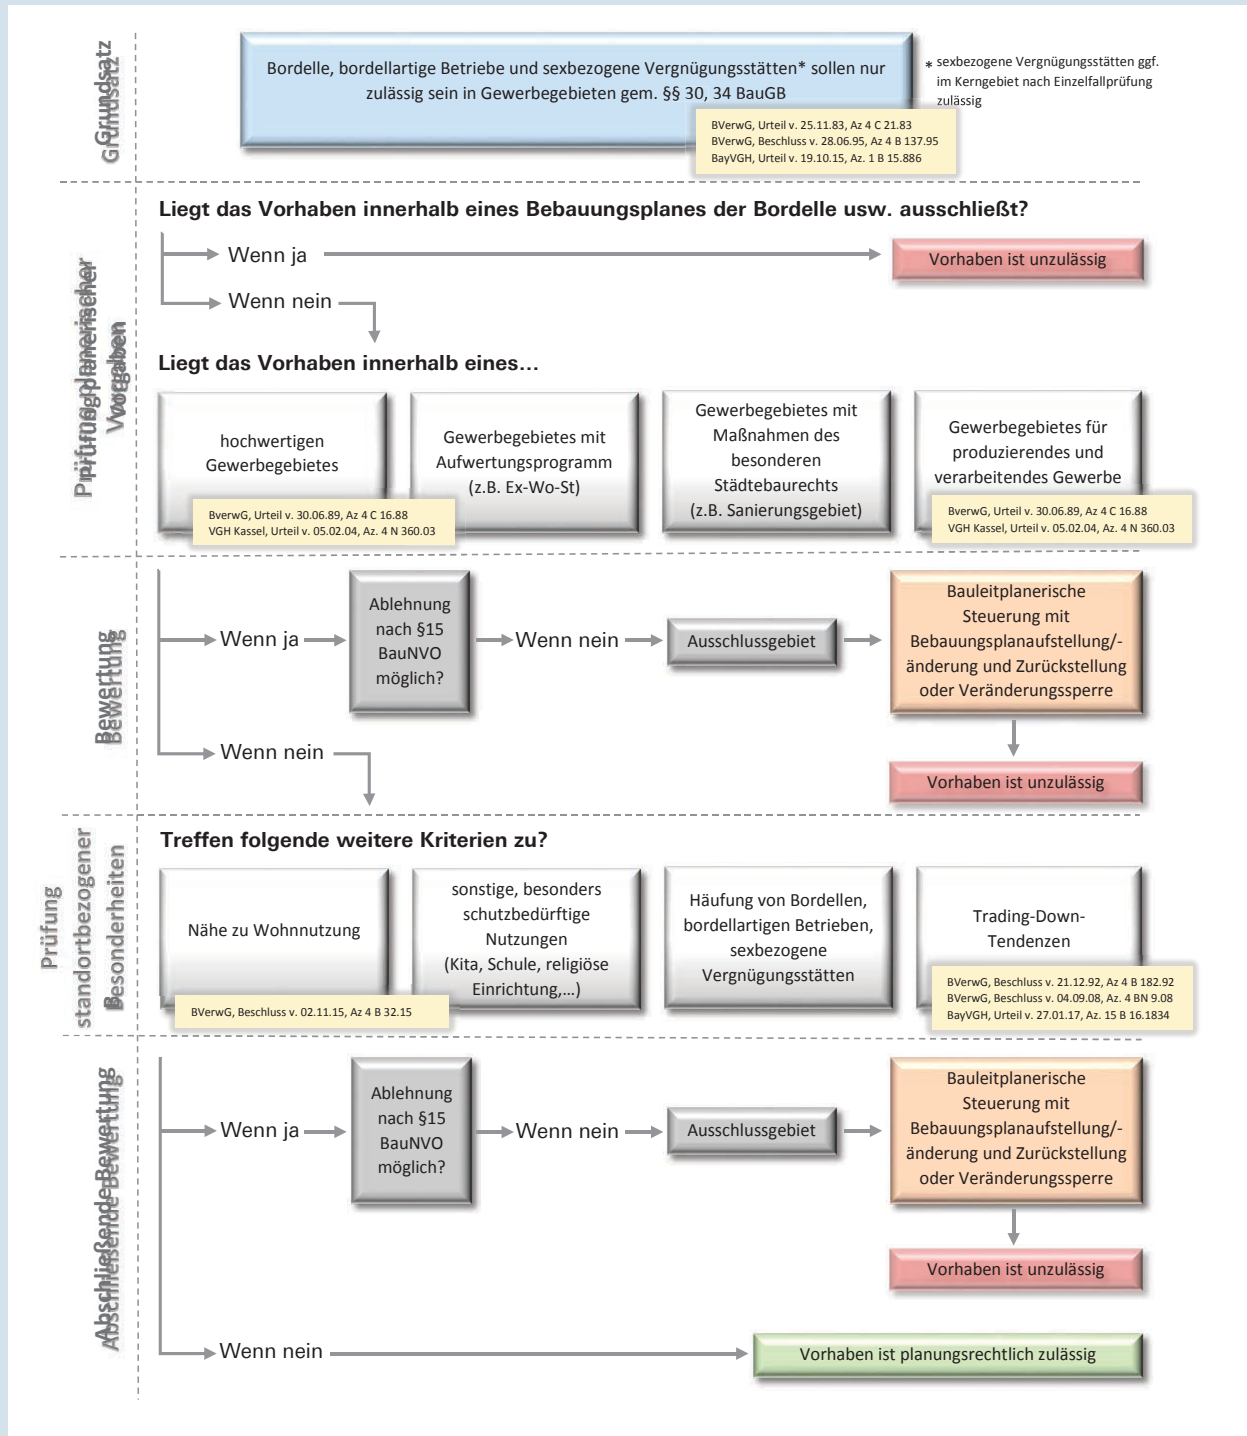 Grundsatz
Bordelle, bordellartige Betriebe und sexbezogene Vergnügungsstätten* sollen nur
zulässig sein in Gewerbegebieten gem. §§ 30, 34 BauGB
BVerwG, Urteil v. 25.11.83, Az 4 C 21.83
BVerwG, Beschluss v. 28.06.95, Az 4 B 137.95
BayVGH, Urteil v. 19.10.15, Az. 1 B 15.886
* sexbezogene Vergnügungsstätten ggf.
im Kerngebiet nach Einzelfallprüfung
zulässig
Prüfung planerischer
Vorgaben
Liegt das Vorhaben innerhalb eines Bebauungsplanes der Bordelle usw. ausschließt?
Wenn ja
Vorhaben ist unzulässig
Wenn nein
Liegt das Vorhaben innerhalb eines…
hochwertigen
Gewerbegebietes
BverwG, Urteil v. 30.06.89, Az 4 C 16.88
VGH Kassel, Urteil v. 05.02.04, Az. 4 N 360.03
Gewerbegebietes mit
Aufwertungsprogramm
(z.B. Ex-Wo-St)
Gewerbegebietes mit
Maßnahmen des
besonderen
Städtebaurechts
(z.B. Sanierungsgebiet)
Gewerbegebietes für
produzierendes und
verarbeitendes Gewerbe
BverwG, Urteil v. 30.06.89, Az 4 C 16.88
VGH Kassel, Urteil v. 05.02.04, Az. 4 N 360.03
Bewertung
Wenn ja
Ablehnung
nach §15
BauNVO
möglich?
Wenn nein
Ausschlussgebiet
Bauleitplanerische
Steuerung mit
Bebauungsplanaufstellung/-
änderung und Zurückstellung
oder Veränderungssperre
Wenn nein
Vorhaben ist unzulässig
Prüfung
standortbezogener
Besonderheiten
Treffen folgende weitere Kriterien zu?
Nähe zu Wohnnutzung
BVerwG, Beschluss v. 02.11.15, Az 4 B 32.15
sonstige, besonders
schutzbedürftige
Nutzungen
(Kita, Schule, religiöse
Einrichtung,…)
Häufung von Bordellen,
bordellartigen Betrieben,
sexbezogene
Vergnügungsstätten
Trading-Down-
Tendenzen
BVerwG, Beschluss v. 21.12.92, Az 4 B 182.92
BVerwG, Beschluss v. 04.09.08, Az. 4 BN 9.08
BayVGH, Urteil v. 27.01.17, Az. 15 B 16.1834
Abschließende Bewertung
Wenn ja
Ablehnung
nach §15
BauNVO
möglich?
Wenn nein
Ausschlussgebiet
Bauleitplanerische
Steuerung mit
Bebauungsplanaufstellung/-
änderung und Zurückstellung
oder Veränderungssperre
Vorhaben ist unzulässig
Wenn nein
Vorhaben ist planungsrechtlich zulässig